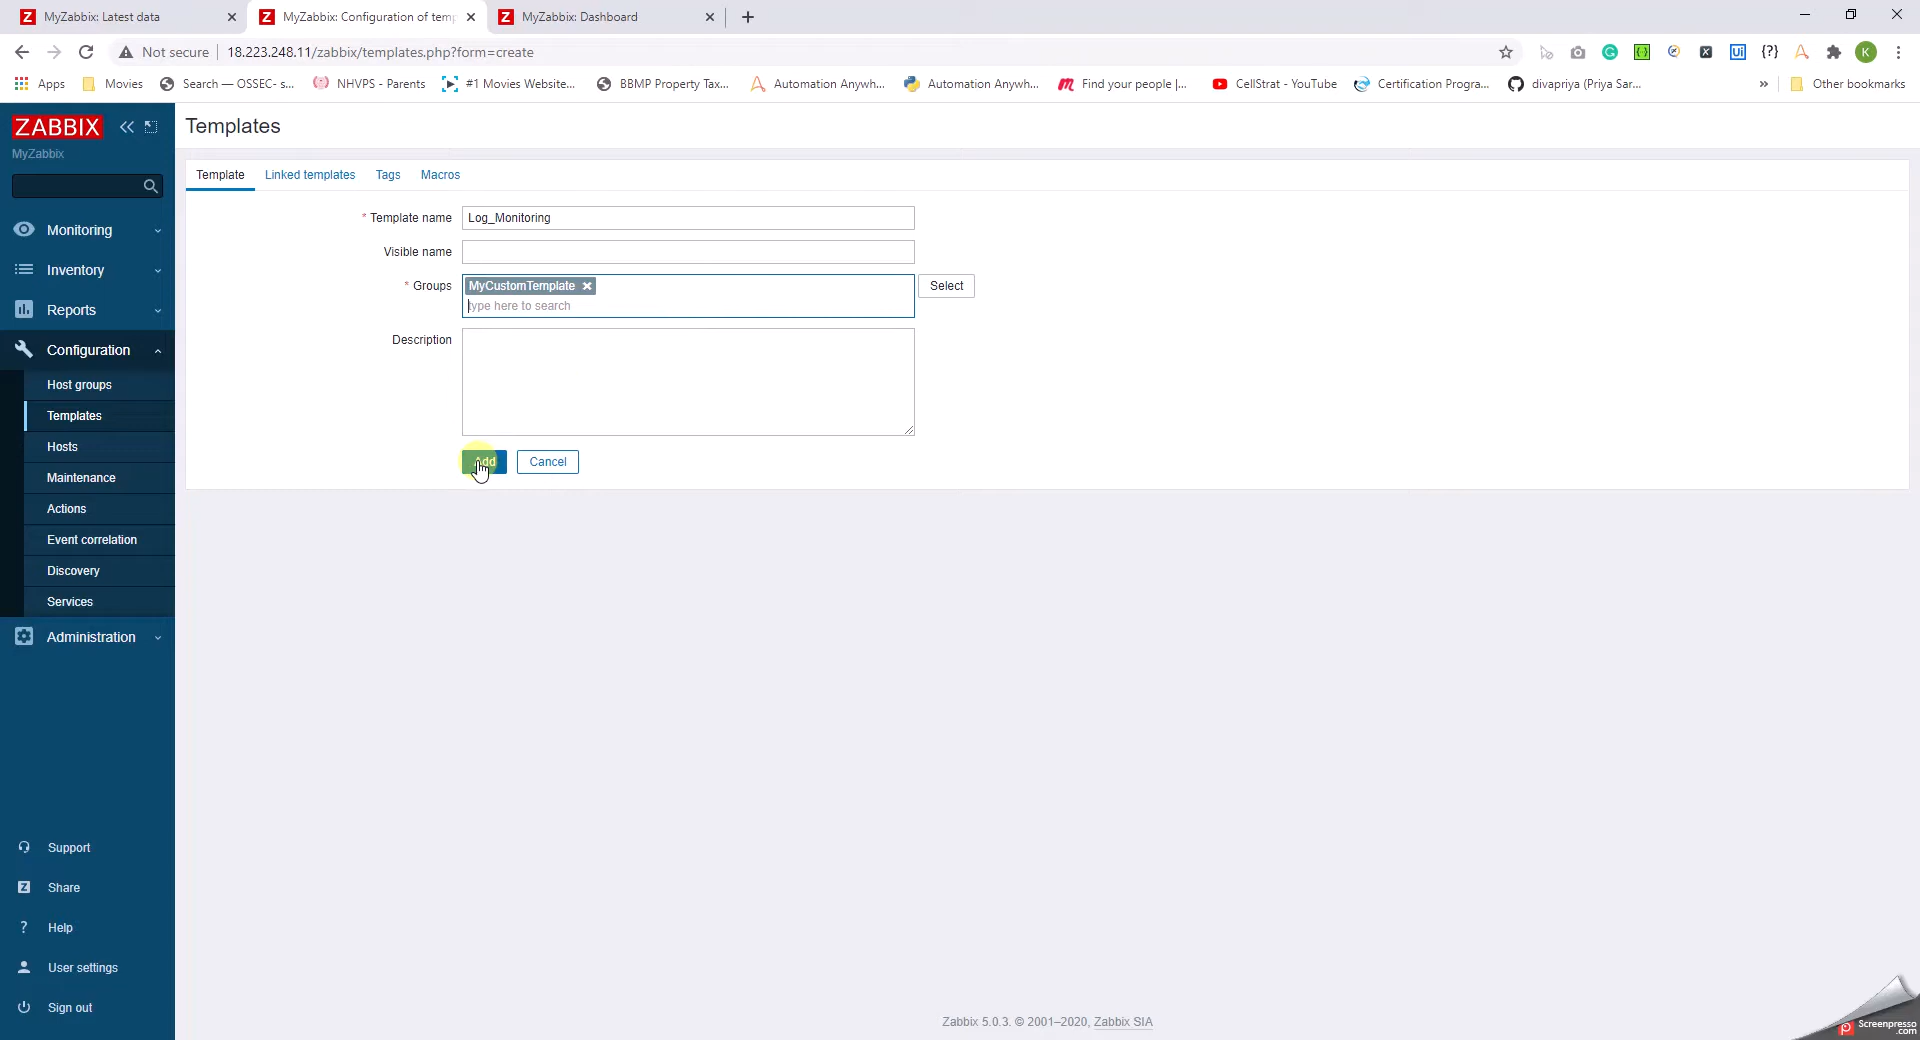 MyZabbix: Latest data
MyZabbix: Configuration of temp
MyZabbix: Dashboard
Not secure
18.223.248.11/zabbix/templates.php?form=create
Apps
Movies
Search — OSSEC- s...
NHVPS - Parents
#1 Movies Website...
BBMP Property Tax...
Automation Anywh...
Automation Anywh...
Find your people |...
CellStrat - YouTube
Certification Progra...
divapriya (Priya Sar...
»
Other bookmarks
ZABBIX
MyZabbix
Monitoring
Inventory
Reports
Configuration
Host groups
Templates
Hosts
Maintenance
Actions
Event correlation
Discovery
Services
Administration
Support
Share
Help
User settings
Sign out
Templates
Template
Linked templates
Tags
Macros
* Template name
Log_Monitoring
Visible name
* Groups
MyCustomTemplate
type here to search
Select
Description
Add
Cancel
Zabbix 5.0.3. © 2001–2020, Zabbix SIA
Screenpresso
.com